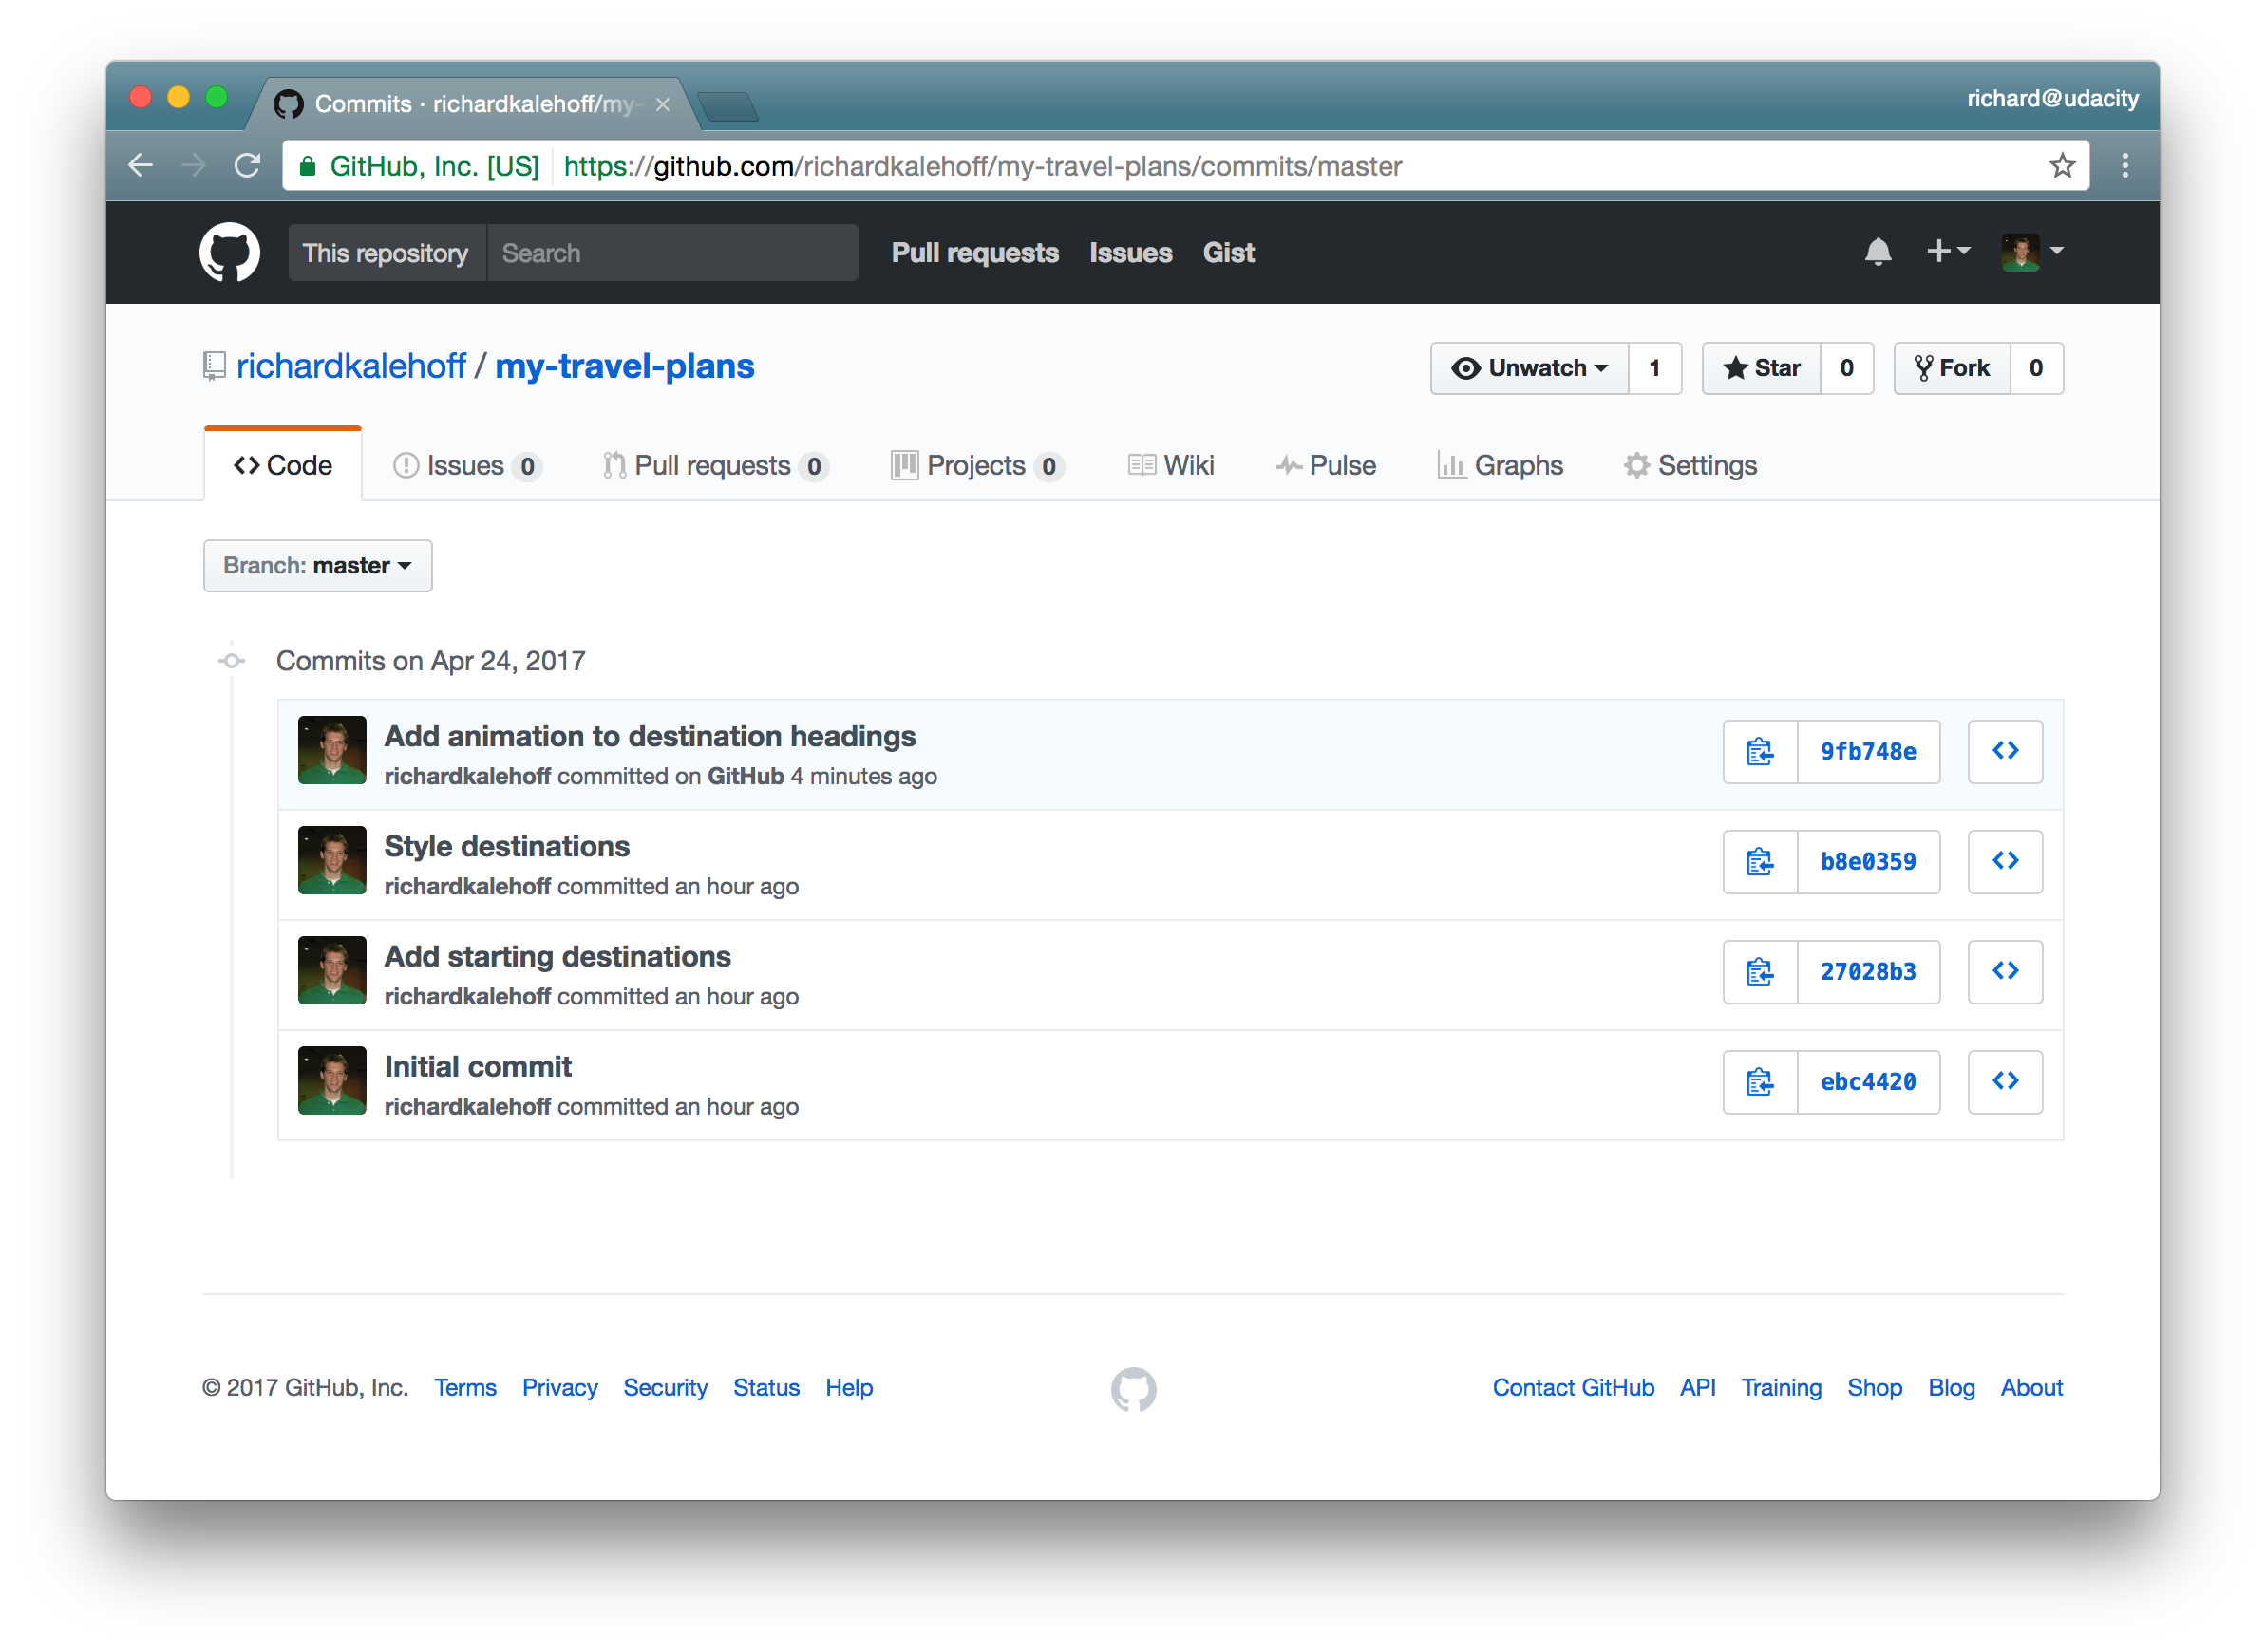 Commits · richardkalehoff/my-
richard@udacity
GitHub, Inc. [US] https://github.com/richardkalehoff/my-travel-plans/commits/master
This repository Search Pull requests Issues Gist
richardkalehoff / my-travel-plans Unwatch 1 Star 0 Fork 0
Code Issues 0 Pull requests 0 Projects 0 Wiki Pulse Graphs Settings
Branch: master
Commits on Apr 24, 2017
Add animation to destination headings
richardkalehoff committed on GitHub 4 minutes ago
9fb748e
Style destinations
richardkalehoff committed an hour ago
b8e0359
Add starting destinations
richardkalehoff committed an hour ago
27028b3
Initial commit
richardkalehoff committed an hour ago
ebc4420
© 2017 GitHub, Inc. Terms Privacy Security Status Help Contact GitHub API Training Shop Blog About